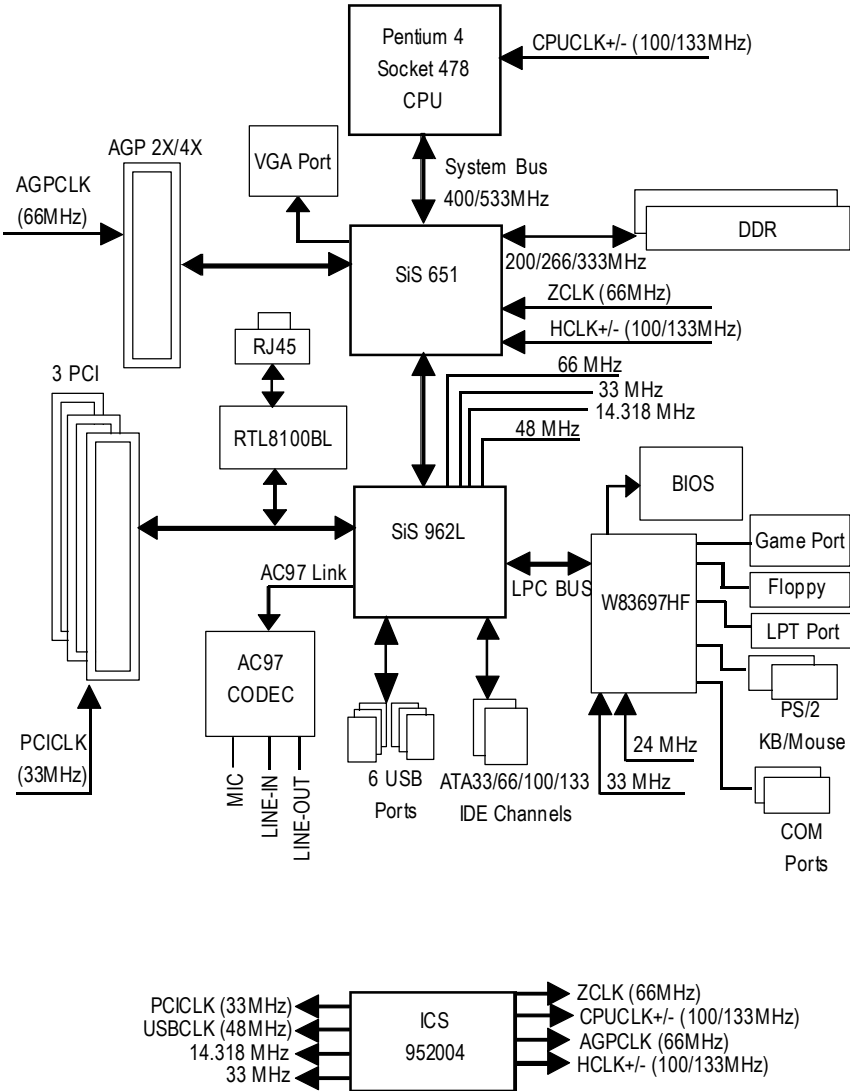 Pentium 4
Socket 478
CPU
CPUCLK+/- (100/133MHz)
AGP 2X/4X
VGA Port
System Bus
400/533MHz
AGPCLK
(66MHz)
DDR
200/266/333MHz
SiS 651
ZCLK (66MHz)
HCLK+/- (100/133MHz)
RJ45
66 MHz
33 MHz
14.318 MHz
48 MHz
3 PCI
RTL8100BL
BIOS
SiS 962L
Game Port
AC97 Link
LPC BUS
W83697HF
Floppy
LPT Port
AC97
CODEC
PS/2
KB/Mouse
24 MHz
33 MHz
PCICLK
(33MHz)
MIC
LINE-IN
LINE-OUT
6 USB
Ports
ATA33/66/100/133
IDE Channels
COM
Ports
PCICLK (33MHz)
USBCLK (48MHz)
14.318 MHz
33 MHz
ICS
952004
ZCLK (66MHz)
CPUCLK+/- (100/133MHz)
AGPCLK (66MHz)
HCLK+/- (100/133MHz)